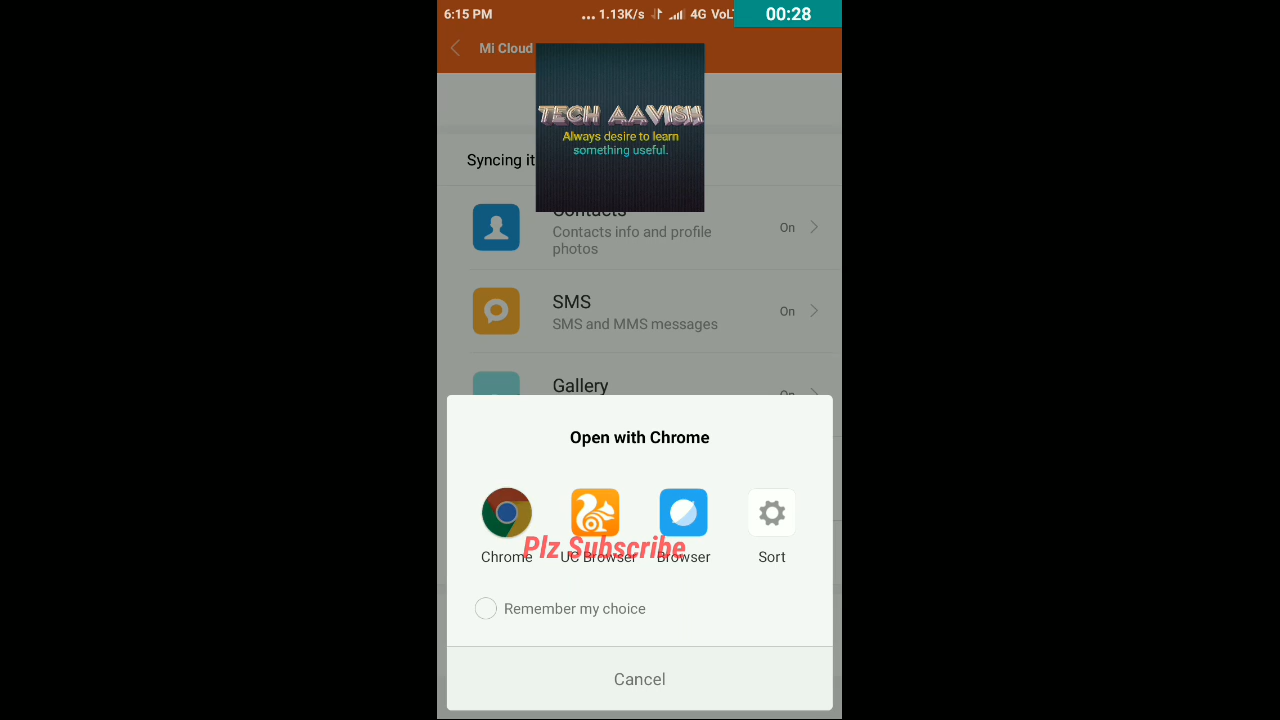 6:15 PM
... 1.13K/s 4G VoLT 00:28
Mi Cloud
TECH AAVISH
Always desire to learn
something useful.
Syncing it
Contacts
Contacts info and profile
photos
On
SMS
SMS and MMS messages
On
Gallery
On
Open with Chrome
Plz Subscribe
Chrome UC Browser Browser Sort
Remember my choice
Cancel